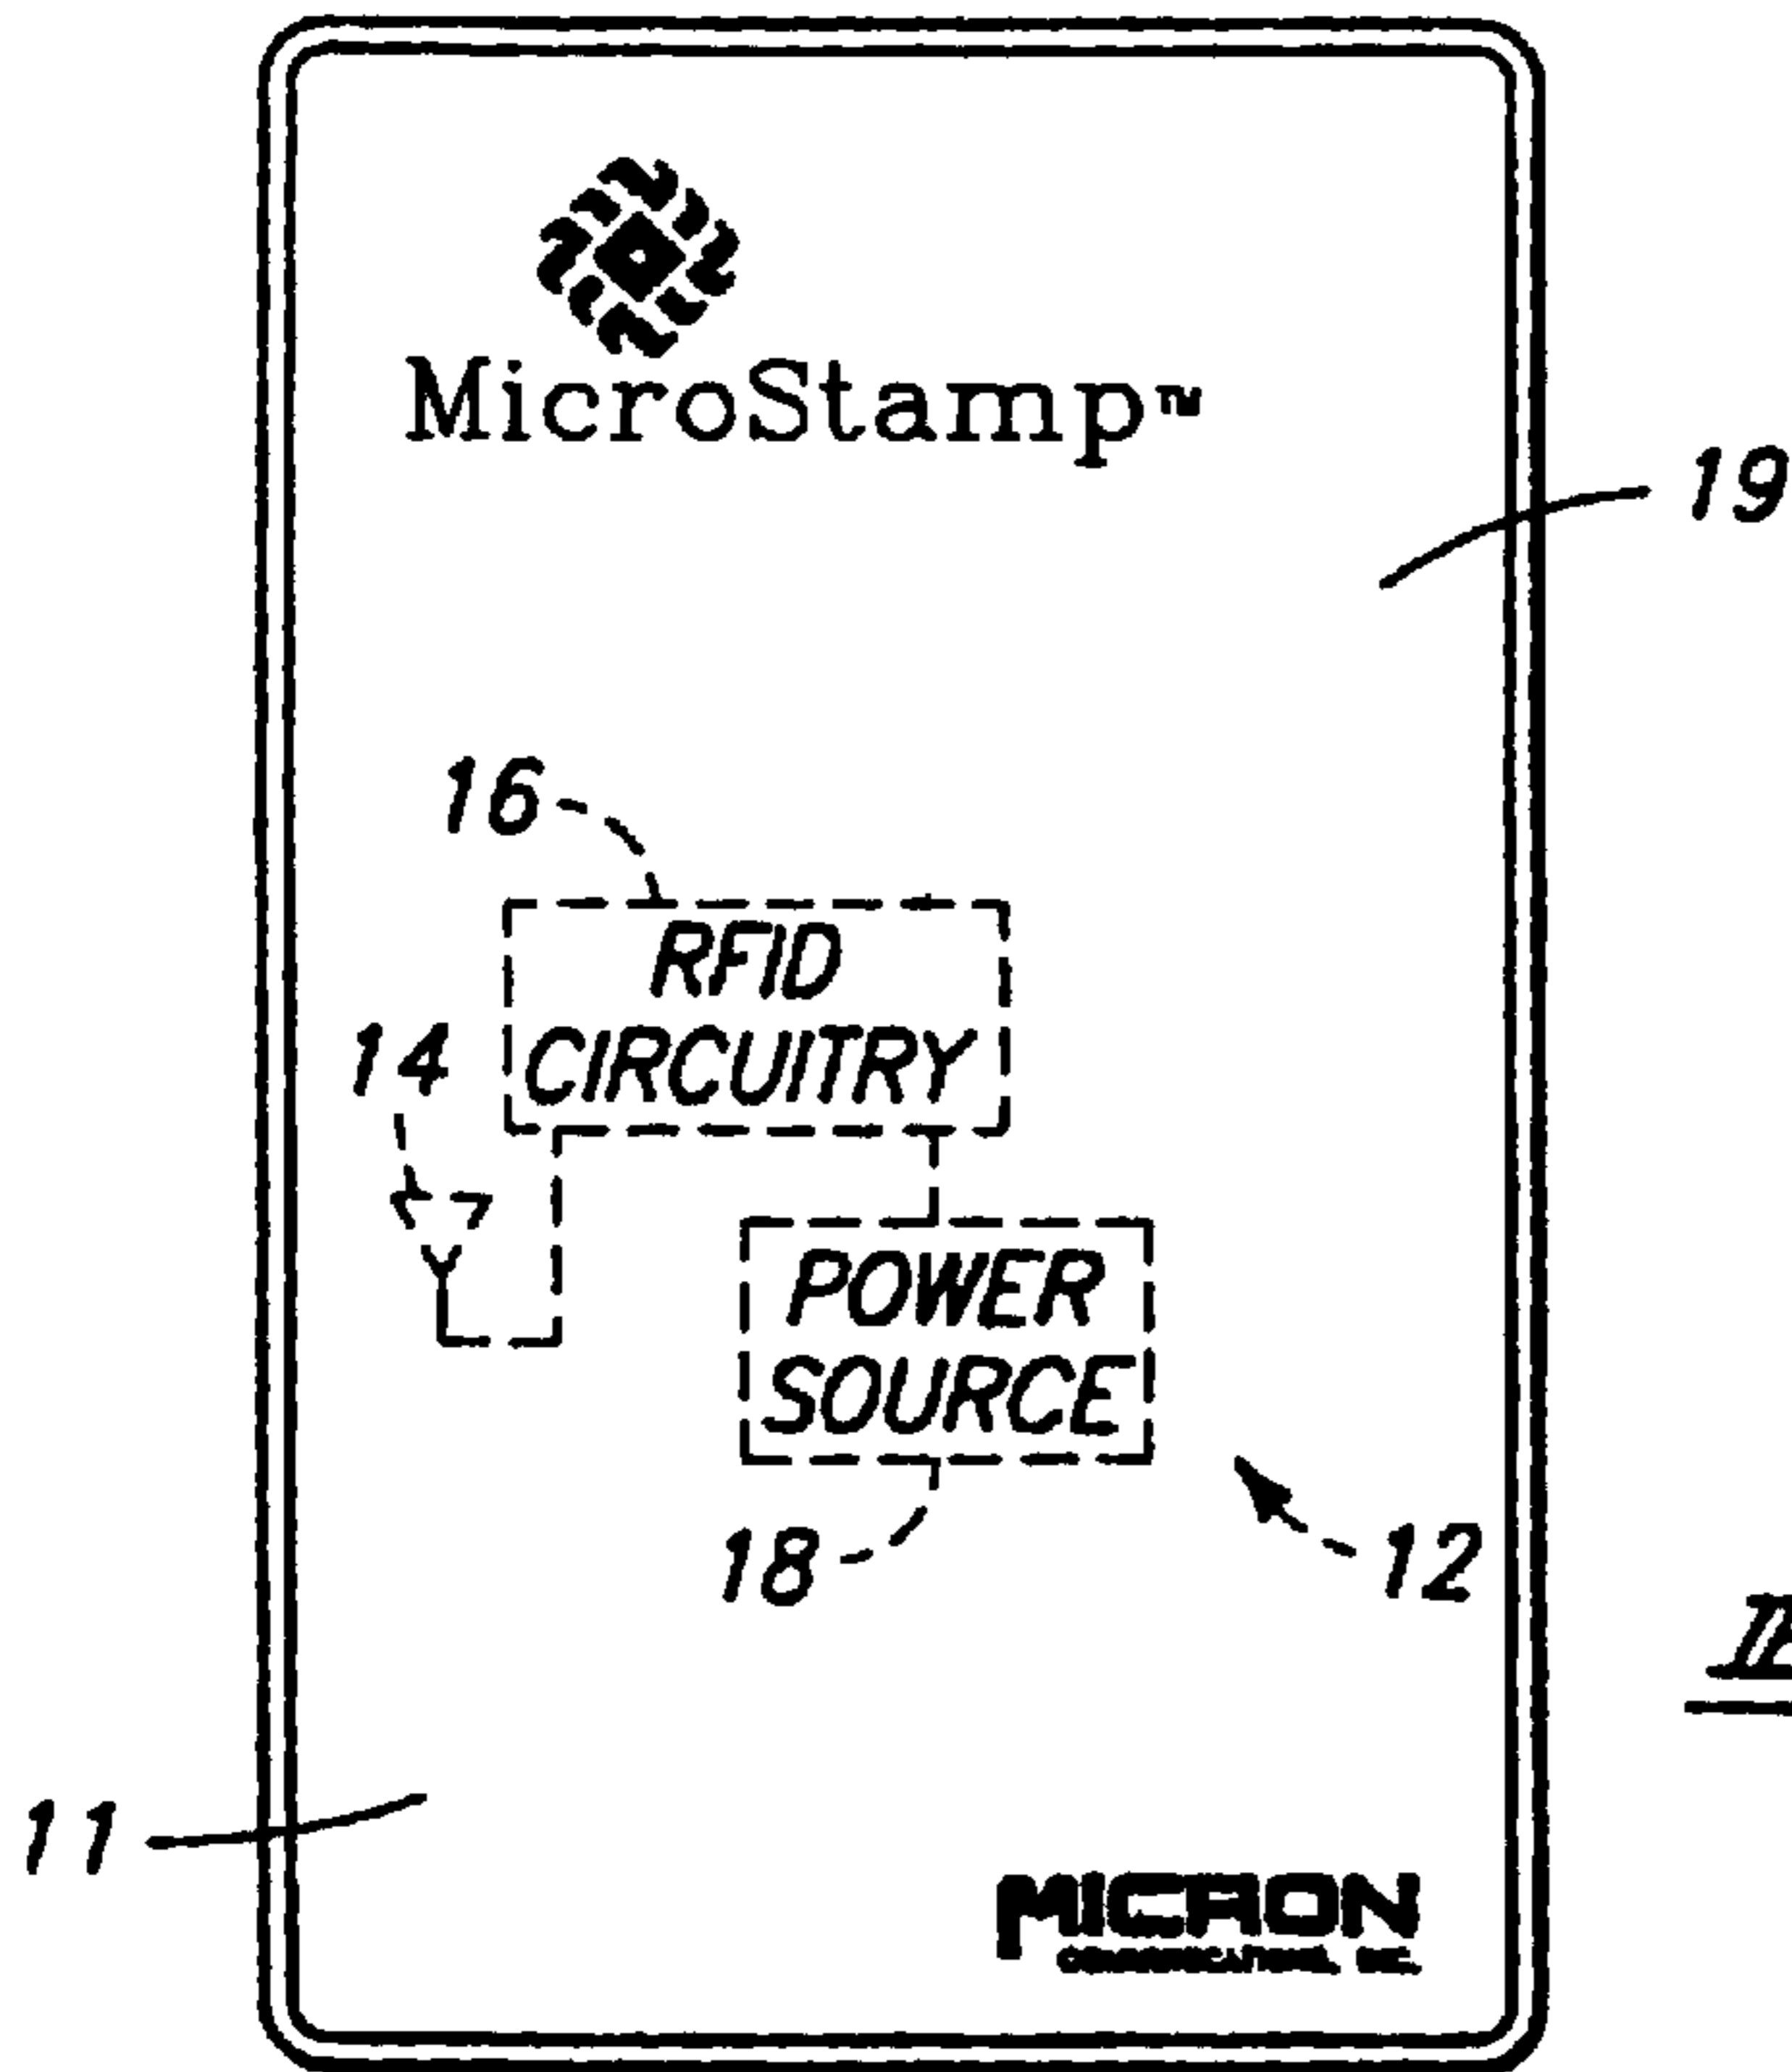 MicroStamp™
19
16
RFID
CIRCUITRY
14
POWER
SOURCE
18
12
11
MICRON